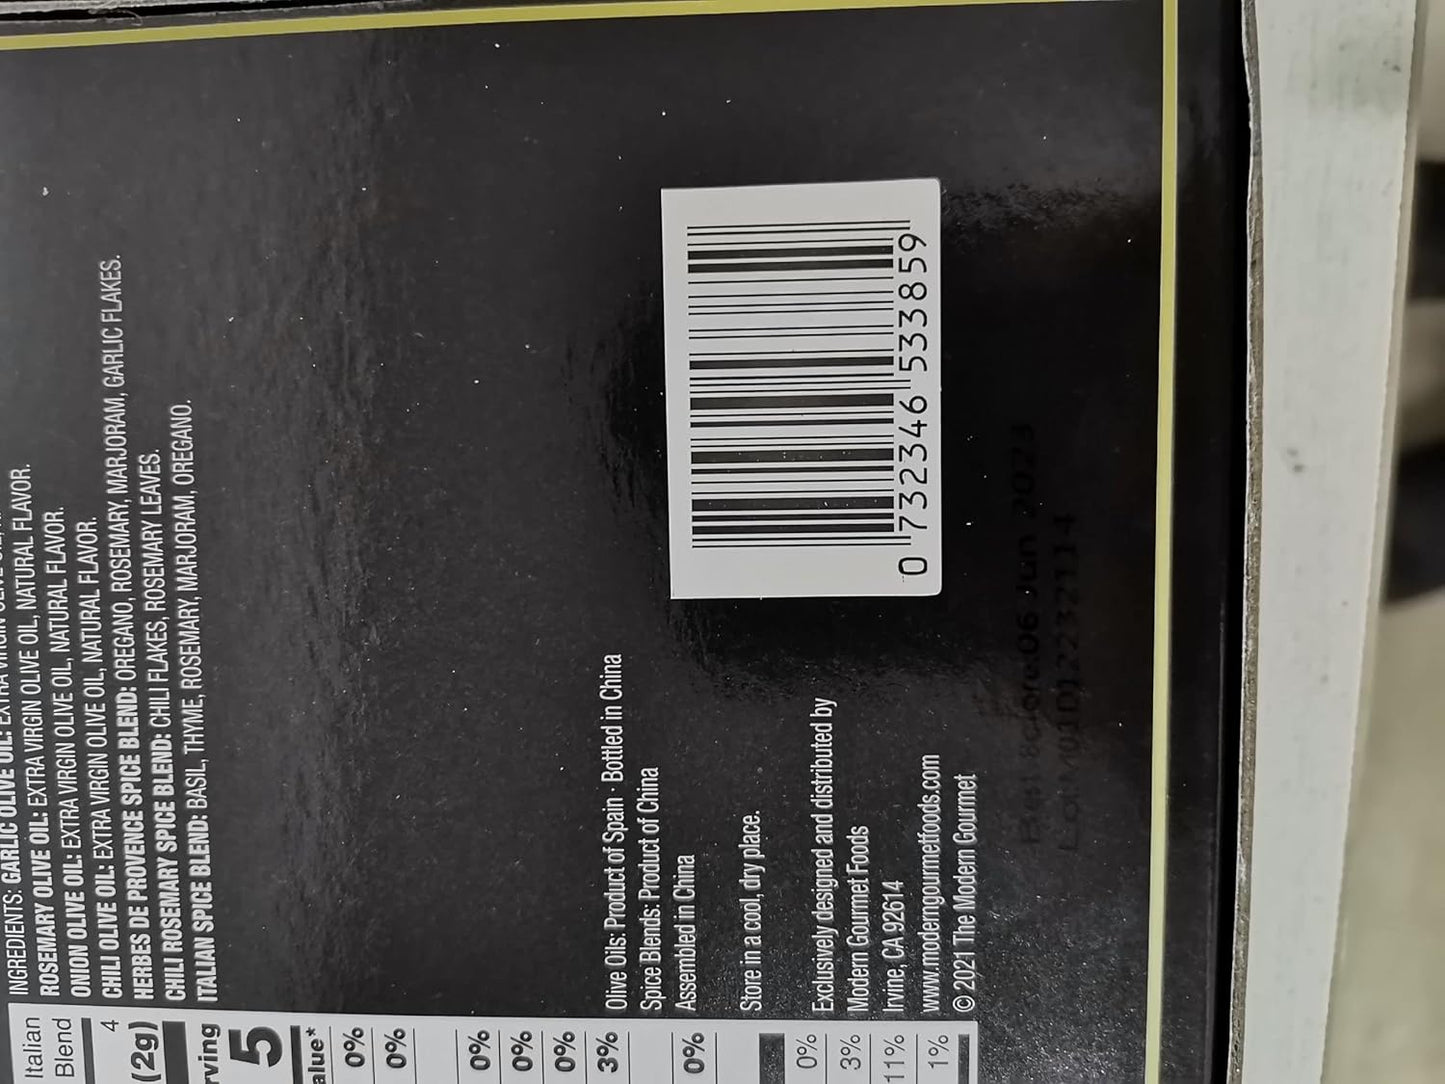 INGREDIENTS: GARLIC OLIVE OIL: EXTRA VIRGIN OLIVE OIL,
ROSEMARY OLIVE OIL: EXTRA VIRGIN OLIVE OIL, NATURAL FLAVOR.
ONION OLIVE OIL: EXTRA VIRGIN OLIVE OIL, NATURAL FLAVOR.
CHILI OLIVE OIL: EXTRA VIRGIN OLIVE OIL, NATURAL FLAVOR.
HERBES DE PROVENCE SPICE BLEND: OREGANO, ROSEMARY, MARJORAM, GARLIC FLAKES.
CHILI ROSEMARY SPICE BLEND: CHILI FLAKES, ROSEMARY LEAVES.
ITALIAN SPICE BLEND: BASIL, THYME, ROSEMARY, MARJORAM, OREGANO.
Italian
Blend
4
(2g)
rving
5
alue*
0%
0%
0%
0%
0%
3%
0%
0%
3%
11%
1%
Olive Oils: Product of Spain · Bottled in China
Spice Blends: Product of China
Assembled in China
Store in a cool, dry place.
Exclusively designed and distributed by
Modern Gourmet Foods
Irvine, CA 92614
www.moderngourmetfoods.com
© 2021 The Modern Gourmet
0 732346 533859
Best Before:06 Jun 2023